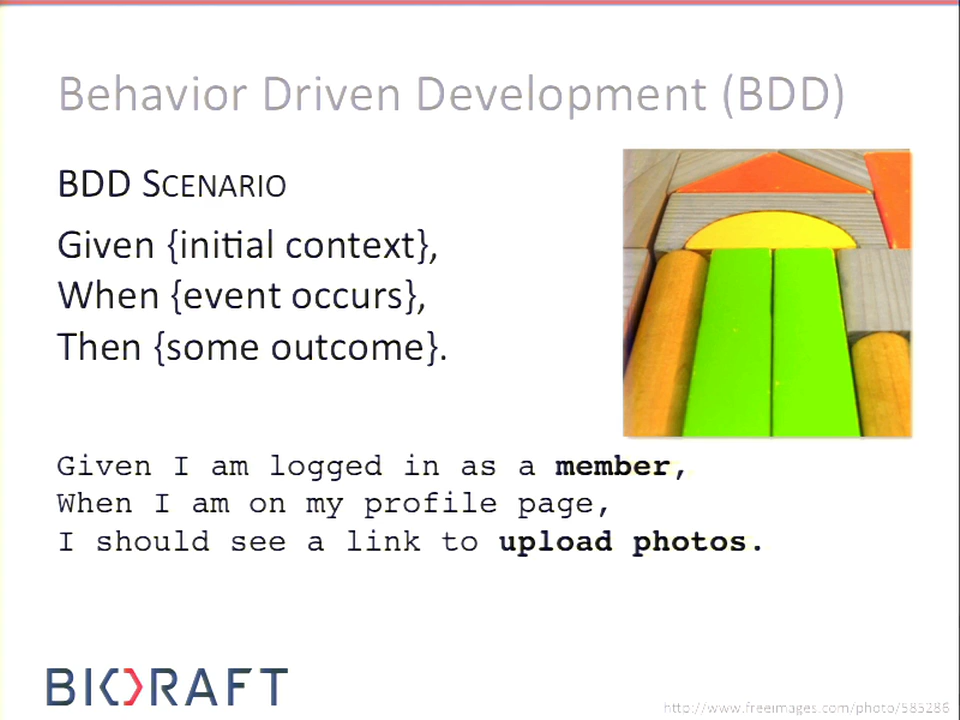 Behavior Driven Development (BDD)
BDD SCENARIO
Given {initial context},
When {event occurs},
Then {some outcome}.
Given I am logged in as a member,
When I am on my profile page,
I should see a link to upload photos.
BIORAFT
http://www.freeimages.com/photo/585286